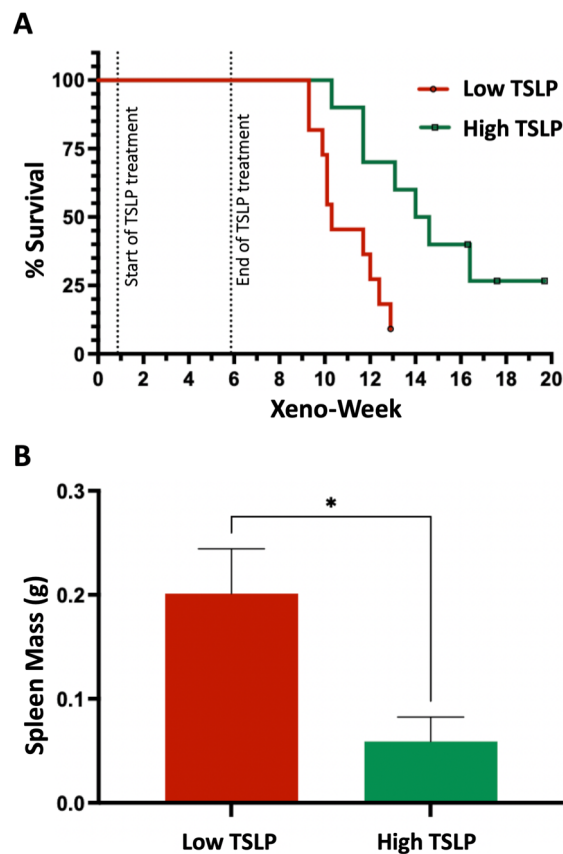 A
100
75
50
25
0
% Survival
Start of TSLP treatment
End of TSLP treatment
Low TSLP
High TSLP
0 2 4 6 8 10 12 14 16 18 20
Xeno-Week
B
0.3
0.2
0.1
0.0
Spleen Mass (g)
*
Low TSLP High TSLP